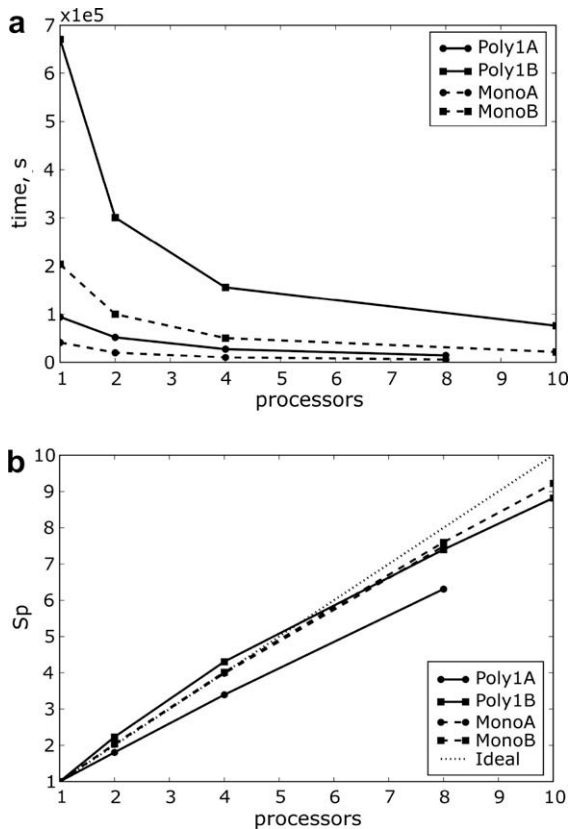 a
x1e5
7
6
5
4
3
2
1
0
time, s
Poly1A
Poly1B
MonoA
MonoB
1 2 3 4 5 6 7 8 9 10
processors
b
10
9
8
7
6
5
4
3
2
1
Sp
Poly1A
Poly1B
MonoA
MonoB
Ideal
1 2 3 4 5 6 7 8 9 10
processors